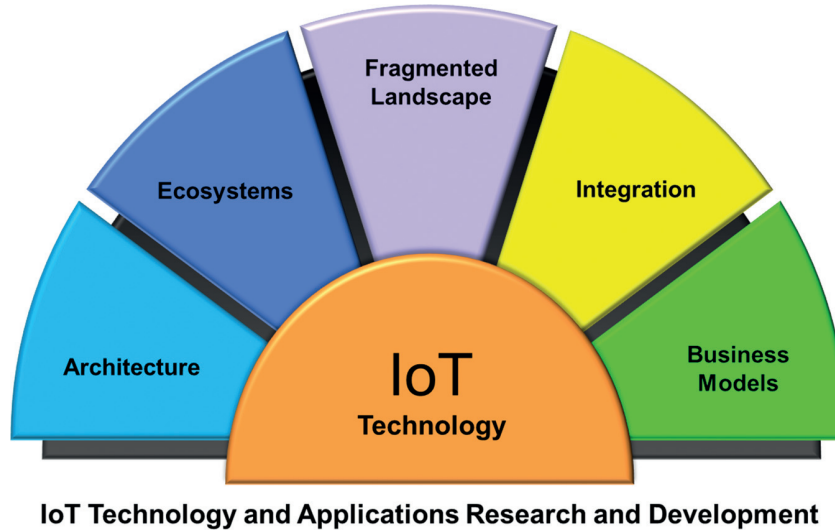 Fragmented
Landscape
Ecosystems
Integration
Architecture
Business
Models
IoT
Technology
IoT Technology and Applications Research and Development